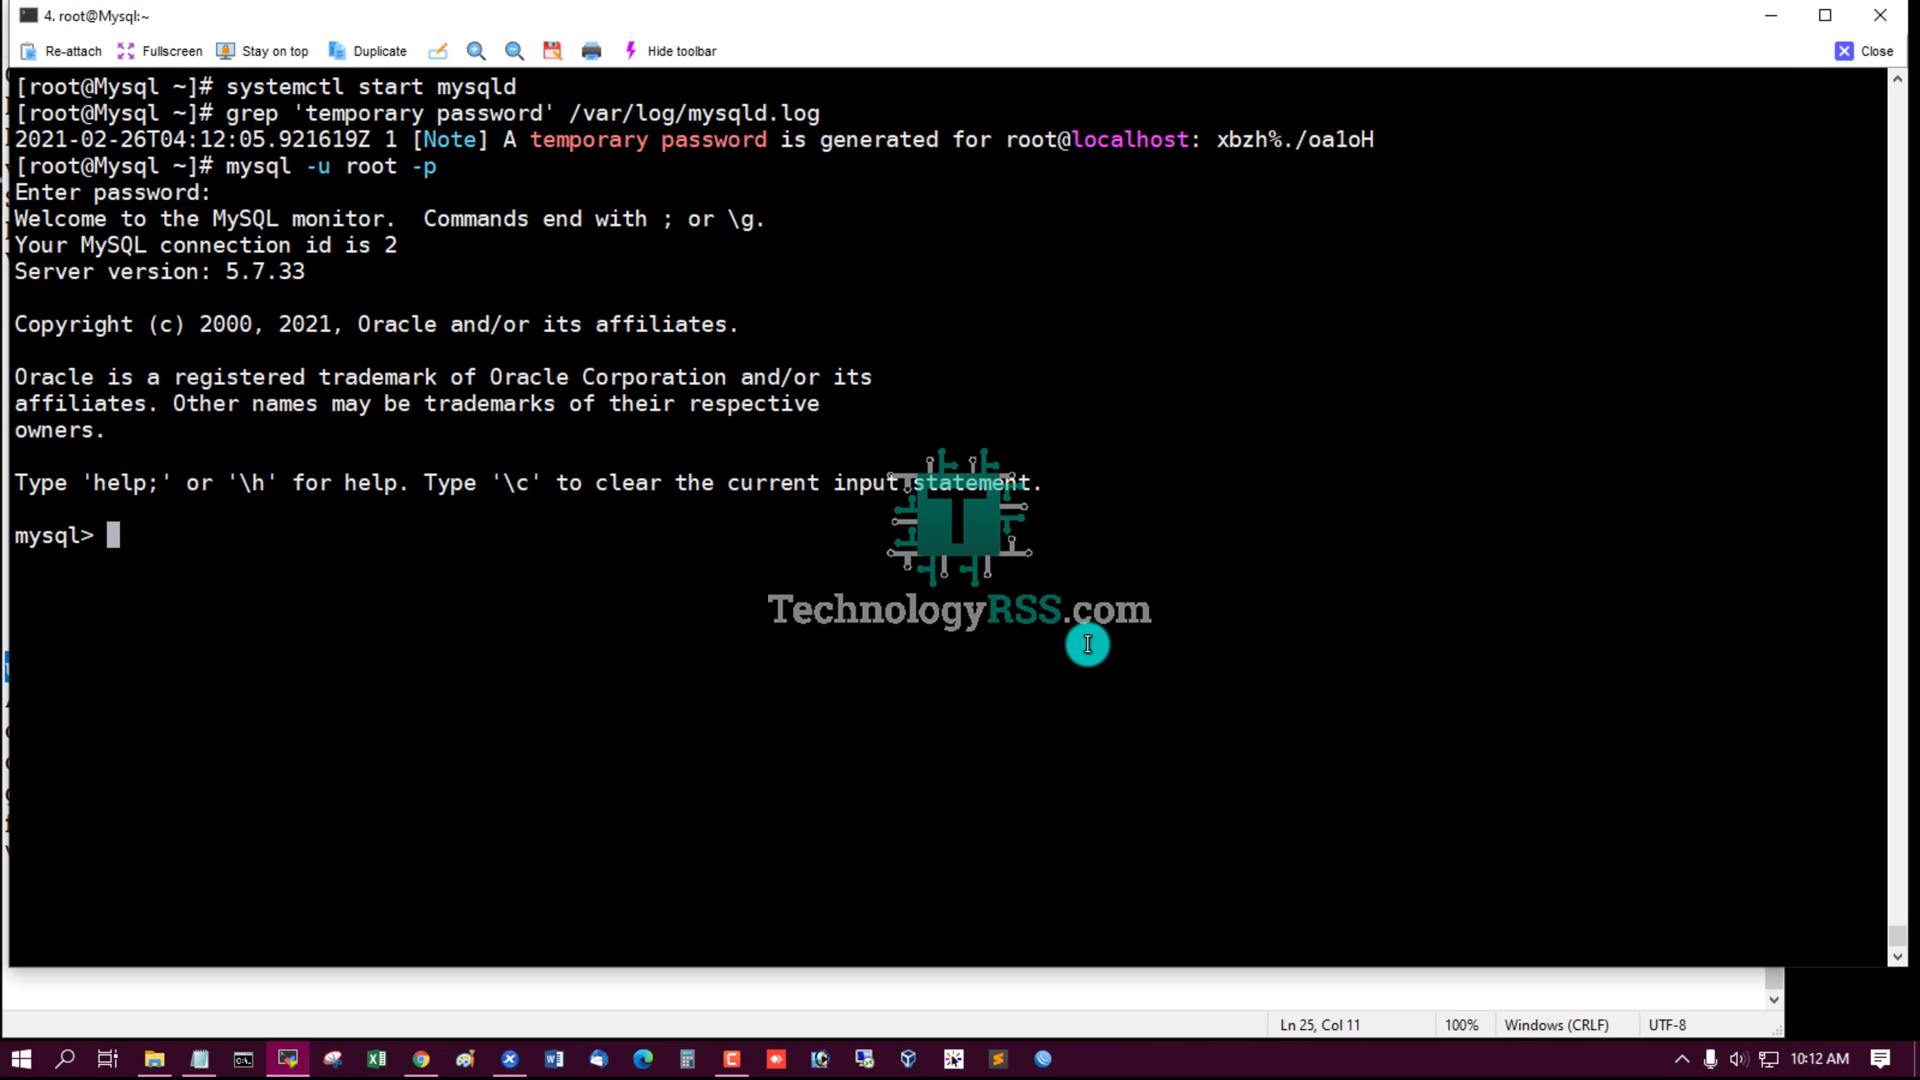 4. root@Mysql:~
Re-attach Fullscreen Stay on top Duplicate Hide toolbar Close
[root@Mysql ~]# systemctl start mysqld
[root@Mysql ~]# grep 'temporary password' /var/log/mysqld.log
2021-02-26T04:12:05.921619Z 1 [Note] A temporary password is generated for root@localhost: xbzh%./oa1oH
[root@Mysql ~]# mysql -u root -p
Enter password:
Welcome to the MySQL monitor.  Commands end with ; or \g.
Your MySQL connection id is 2
Server version: 5.7.33
Copyright (c) 2000, 2021, Oracle and/or its affiliates.
Oracle is a registered trademark of Oracle Corporation and/or its
affiliates. Other names may be trademarks of their respective
owners.
Type 'help;' or '\h' for help. Type '\c' to clear the current input statement.
mysql>
TechnologyRSS.com
Ln 25, Col 11 100% Windows (CRLF) UTF-8
10:12 AM